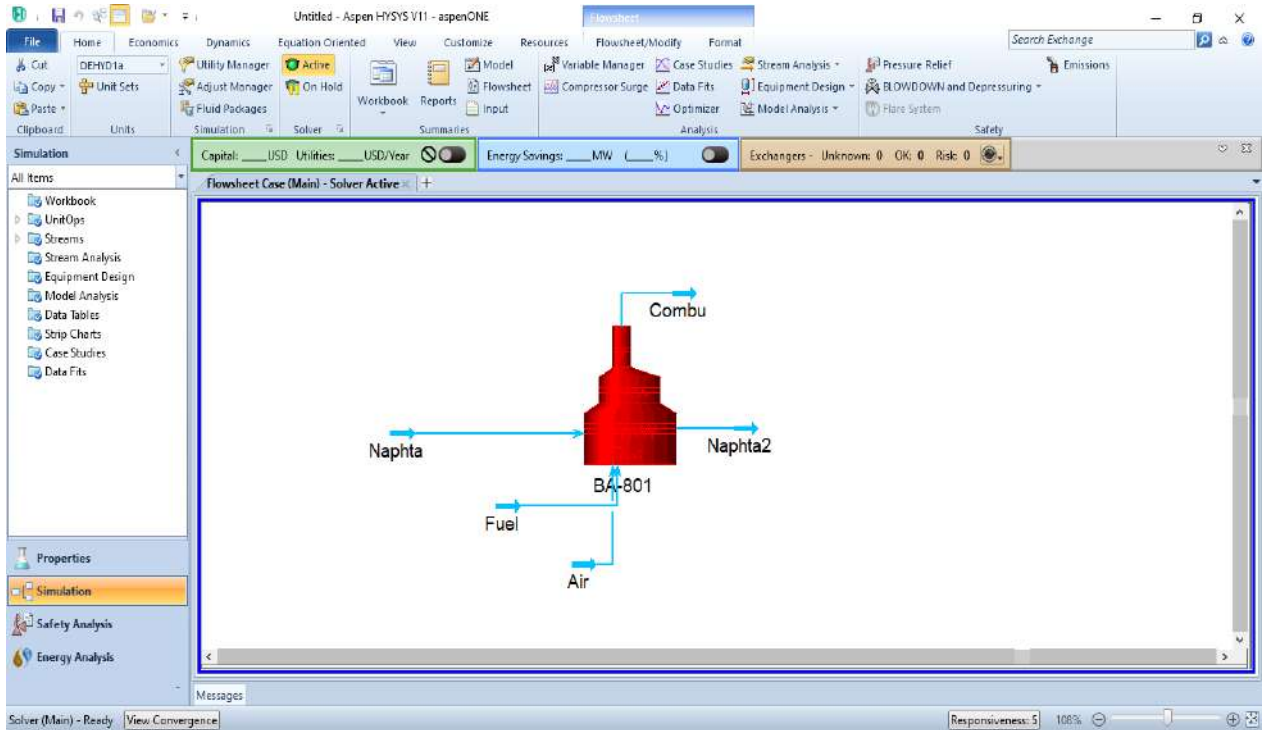 Untitled - Aspen HYSYS V11 - aspenONE
Flowsheet
File Home Economics Dynamics Equation Oriented View Customize Resources Flowsheet/Modify Format
Search Exchange
Cut DEHYD1a Utility Manager Active Model Variable Manager Case Studies Stream Analysis Pressure Relief Emissions
Copy Unit Sets Adjust Manager On Hold Workbook Reports Flowsheet Compressor Surge Data Fits Equipment Design BLOWDOWN and Depressuring
Paste Fluid Packages Input Optimizer Model Analysis Flare System
Clipboard Units Simulation Solver Summaries Analysis Safety
Simulation
Capital: ____USD Utilities: ____USD/Year
Energy Savings: ____MW (____%)
Exchangers - Unknown: 0 OK: 0 Risk: 0
All Items
Flowsheet Case (Main) - Solver Active
Workbook
UnitOps
Streams
Stream Analysis
Equipment Design
Model Analysis
Data Tables
Strip Charts
Case Studies
Data Fits
Combu
Naphta
Naphta2
BA-801
Fuel
Air
Properties
Simulation
Safety Analysis
Energy Analysis
Messages
Solver (Main) - Ready View Convergence Responsiveness: 5 108%